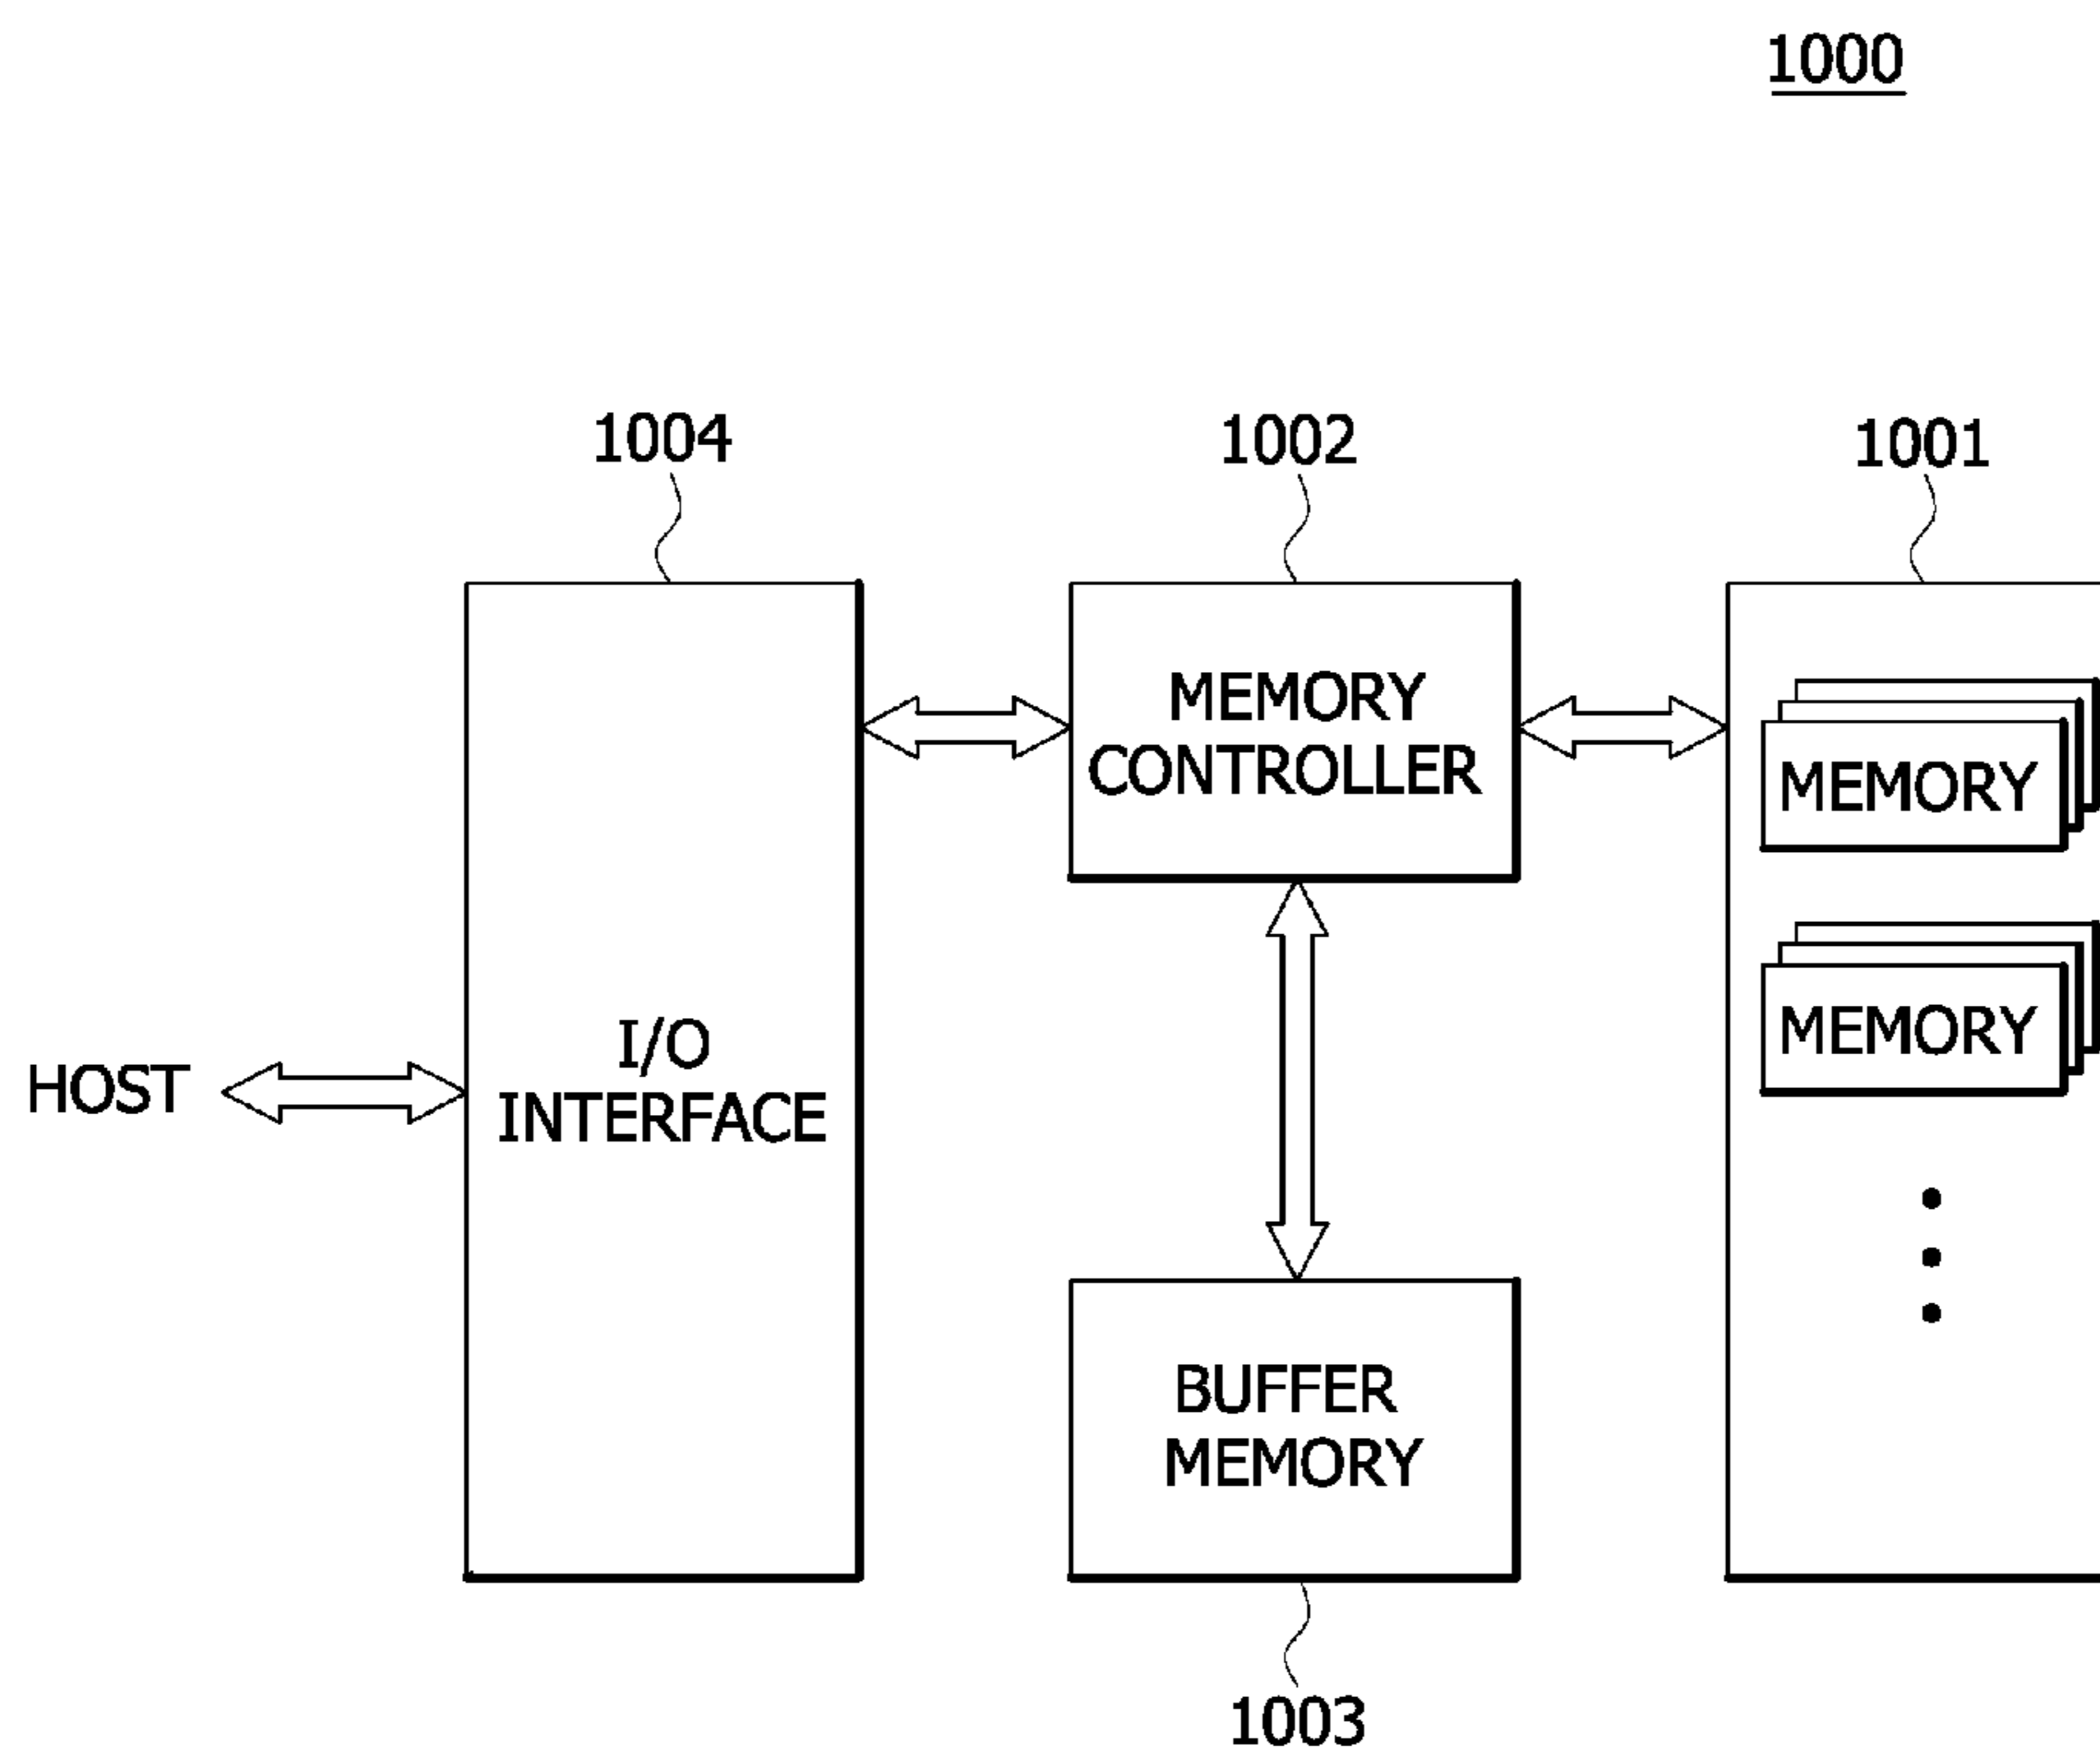 1000
1004
1002
1001
MEMORY
CONTROLLER
MEMORY
MEMORY
HOST
I/O
INTERFACE
BUFFER
MEMORY
1003